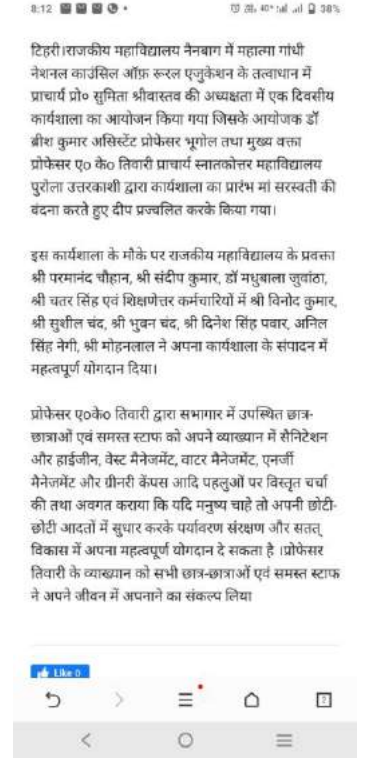 8:12
38%
टिहरी।राजकीय महाविद्यालय नैनबाग में महात्मा गांधी
नेशनल काउंसिल ऑफ़ रूरल एजुकेशन के तत्वाधान में
प्राचार्य प्रो० सुमिता श्रीवास्तव की अध्यक्षता में एक दिवसीय
कार्यशाला का आयोजन किया गया जिसके आयोजक डॉ
ब्रीश कुमार असिस्टेंट प्रोफेसर भूगोल तथा मुख्य वक्ता
प्रोफेसर ए० के० तिवारी प्राचार्य स्नातकोत्तर महाविद्यालय
पुरोला उत्तरकाशी द्वारा कार्यशाला का प्रारंभ मां सरस्वती की
वंदना करते हुए दीप प्रज्वलित करके किया गया।
इस कार्यशाला के मौके पर राजकीय महाविद्यालय के प्रवक्ता
श्री परमानंद चौहान, श्री संदीप कुमार, डॉ मधुबाला जुवांठा,
श्री चतर सिंह एवं शिक्षणेत्तर कर्मचारियों में श्री विनोद कुमार,
श्री सुशील चंद, श्री भुबन चंद, श्री दिनेश सिंह पवार, अनिल
सिंह नेगी, श्री मोहनलाल ने अपना कार्यशाला के संपादन में
महत्वपूर्ण योगदान दिया।
प्रोफेसर ए०के० तिवारी द्वारा सभागार में उपस्थित छात्र-
छात्राओं एवं समस्त स्टाफ को अपने व्याख्यान में सैनिटेशन
और हाईजीन, वेस्ट मैनेजमेंट, वाटर मैनेजमेंट, एनर्जी
मैनेजमेंट और ग्रीनरी कैंपस आदि पहलुओं पर विस्तृत चर्चा
की तथा अवगत कराया कि यदि मनुष्य चाहे तो अपनी छोटी-
छोटी आदतों में सुधार करके पर्यावरण संरक्षण और सतत्
विकास में अपना महत्वपूर्ण योगदान दे सकता है ।प्रोफेसर
तिवारी के व्याख्यान को सभी छात्र-छात्राओं एवं समस्त स्टाफ
ने अपने जीवन में अपनाने का संकल्प लिया
Like 0